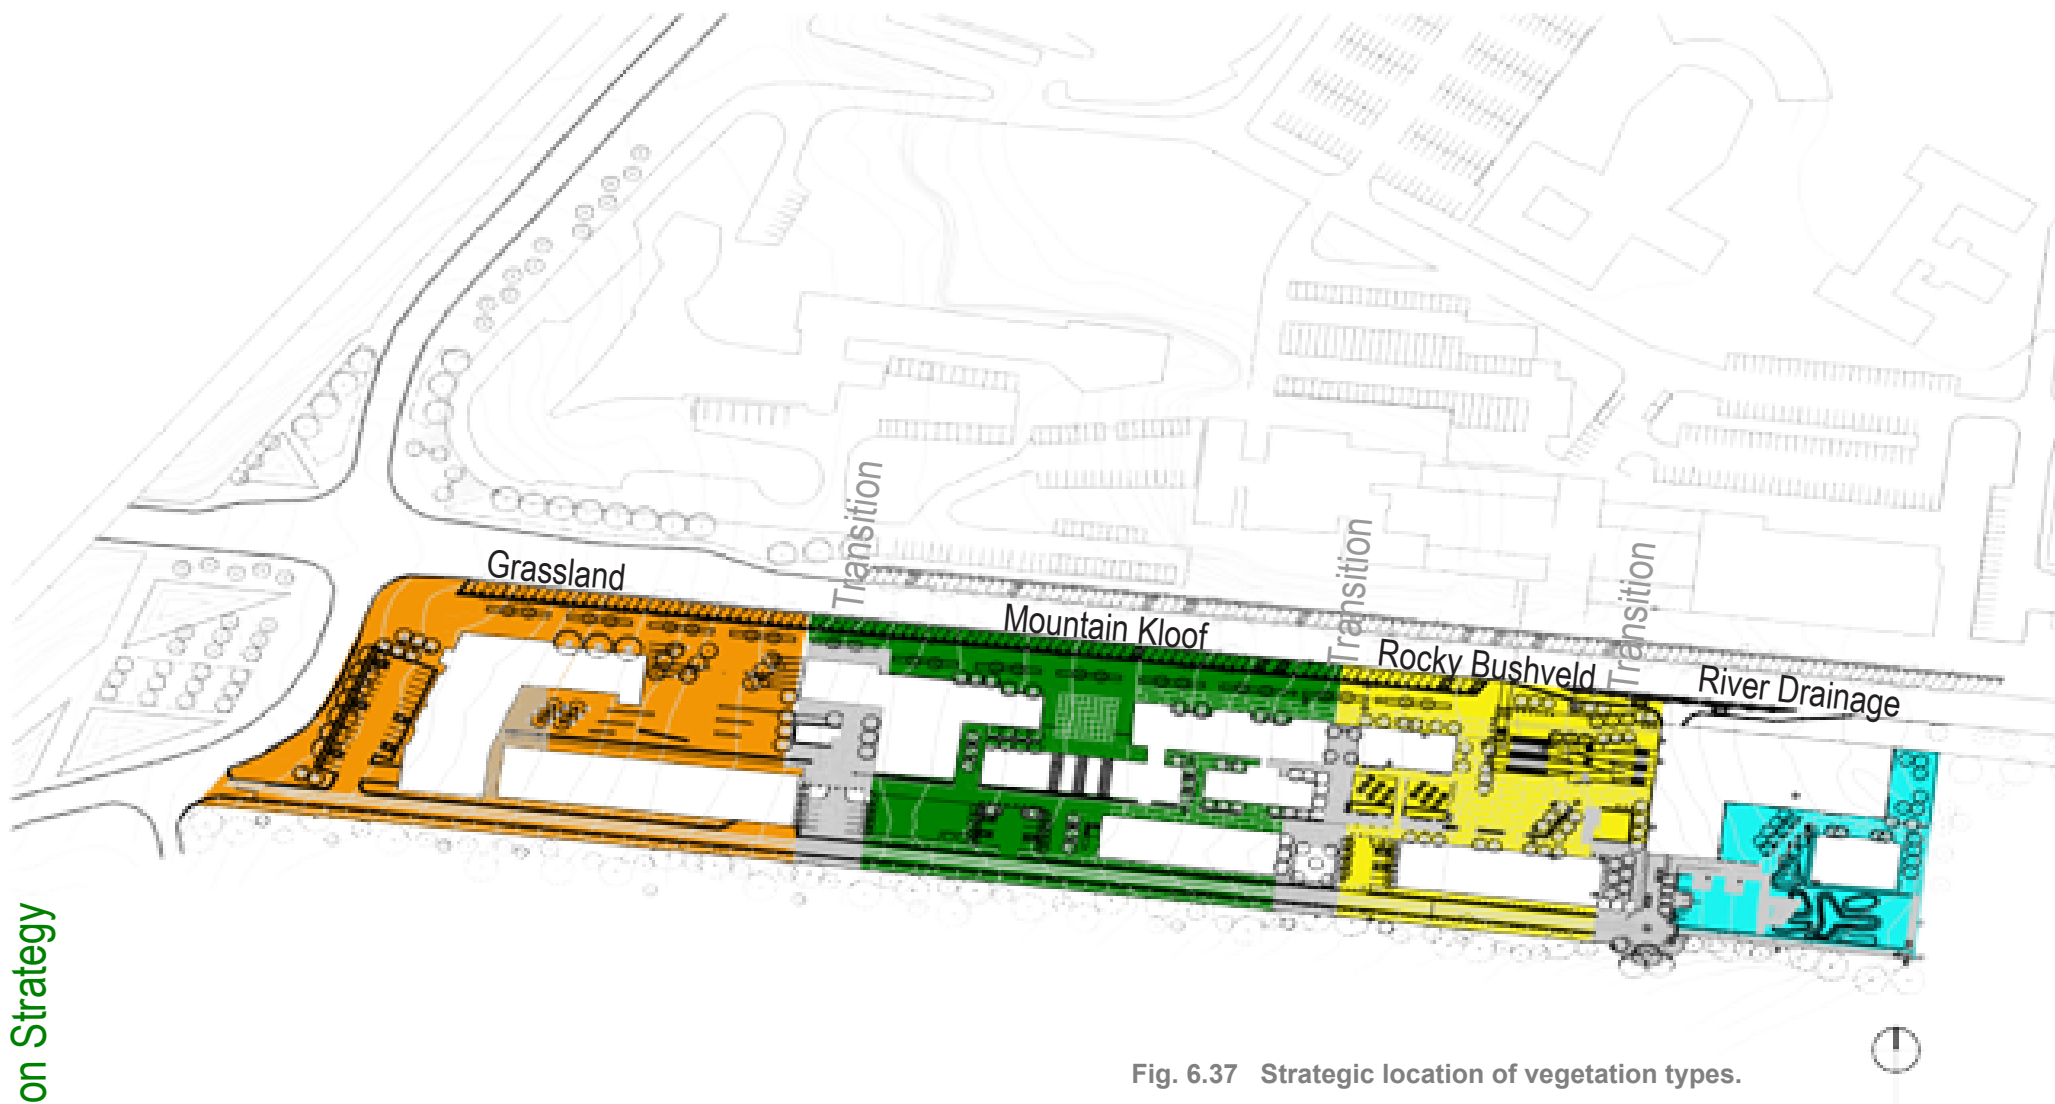 Transition
Transition
Transition
Grassland
Mountain Kloof
Rocky Bushveld
River Drainage
on Strategy
Fig. 6.37 Strategic location of vegetation types.